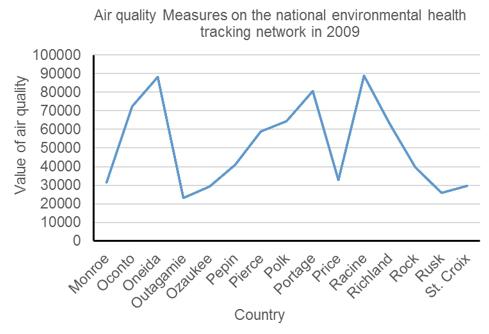 Air quality Measures on the national environmental health
tracking network in 2009
Value of air quality
100000
90000
80000
70000
60000
50000
40000
30000
20000
10000
0
Monroe
Oconto
Oneida
Outagamie
Ozaukee
Pepin
Pierce
Polk
Portage
Price
Racine
Richland
Rock
Rusk
St. Croix
Country